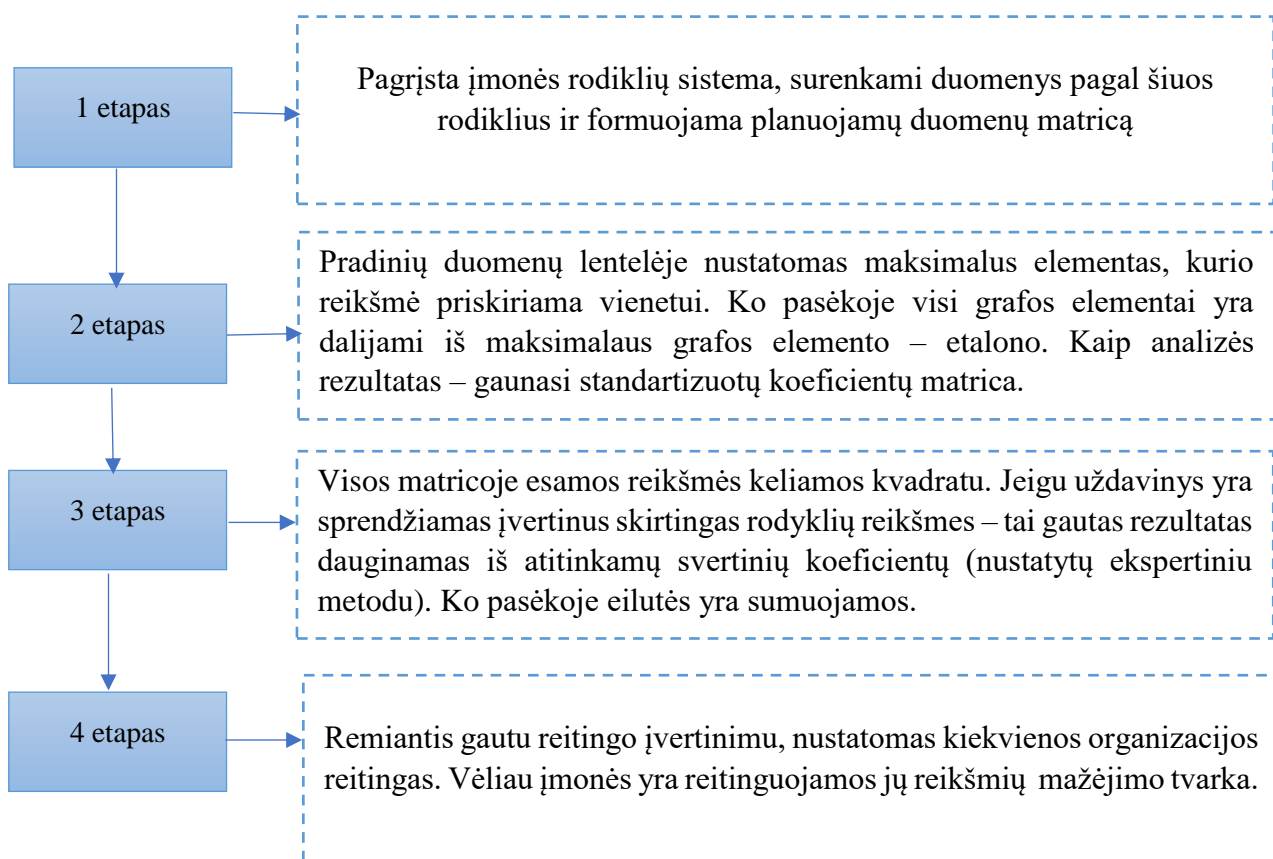 1 etapas
Pagrįsta įmonės rodiklių sistema, surenkami duomenys pagal šiuos
rodiklius ir formuojama planuojamų duomenų matricą
2 etapas
Pradinių duomenų lentelėje nustatomas maksimalus elementas, kurio
reikšmė priskiriama vienetui. Ko pasėkoje visi grafos elementai yra
dalijami iš maksimalaus grafos elemento – etalono. Kaip analizės
rezultatas – gaunasi standartizuotų koeficientų matrica.
3 etapas
Visos matricoje esamos reikšmės keliamos kvadratu. Jeigu uždavinys yra
sprendžiamas įvertinus skirtingas rodyklių reikšmes – tai gautas rezultatas
dauginamas iš atitinkamų svertinių koeficientų (nustatytų ekspertiniu
metodu). Ko pasėkoje eilutės yra sumuojamos.
4 etapas
Remiantis gautu reitingo įvertinimu, nustatomas kiekvienos organizacijos
reitingas. Vėliau įmonės yra reitinguojamos jų reikšmių mažėjimo tvarka.